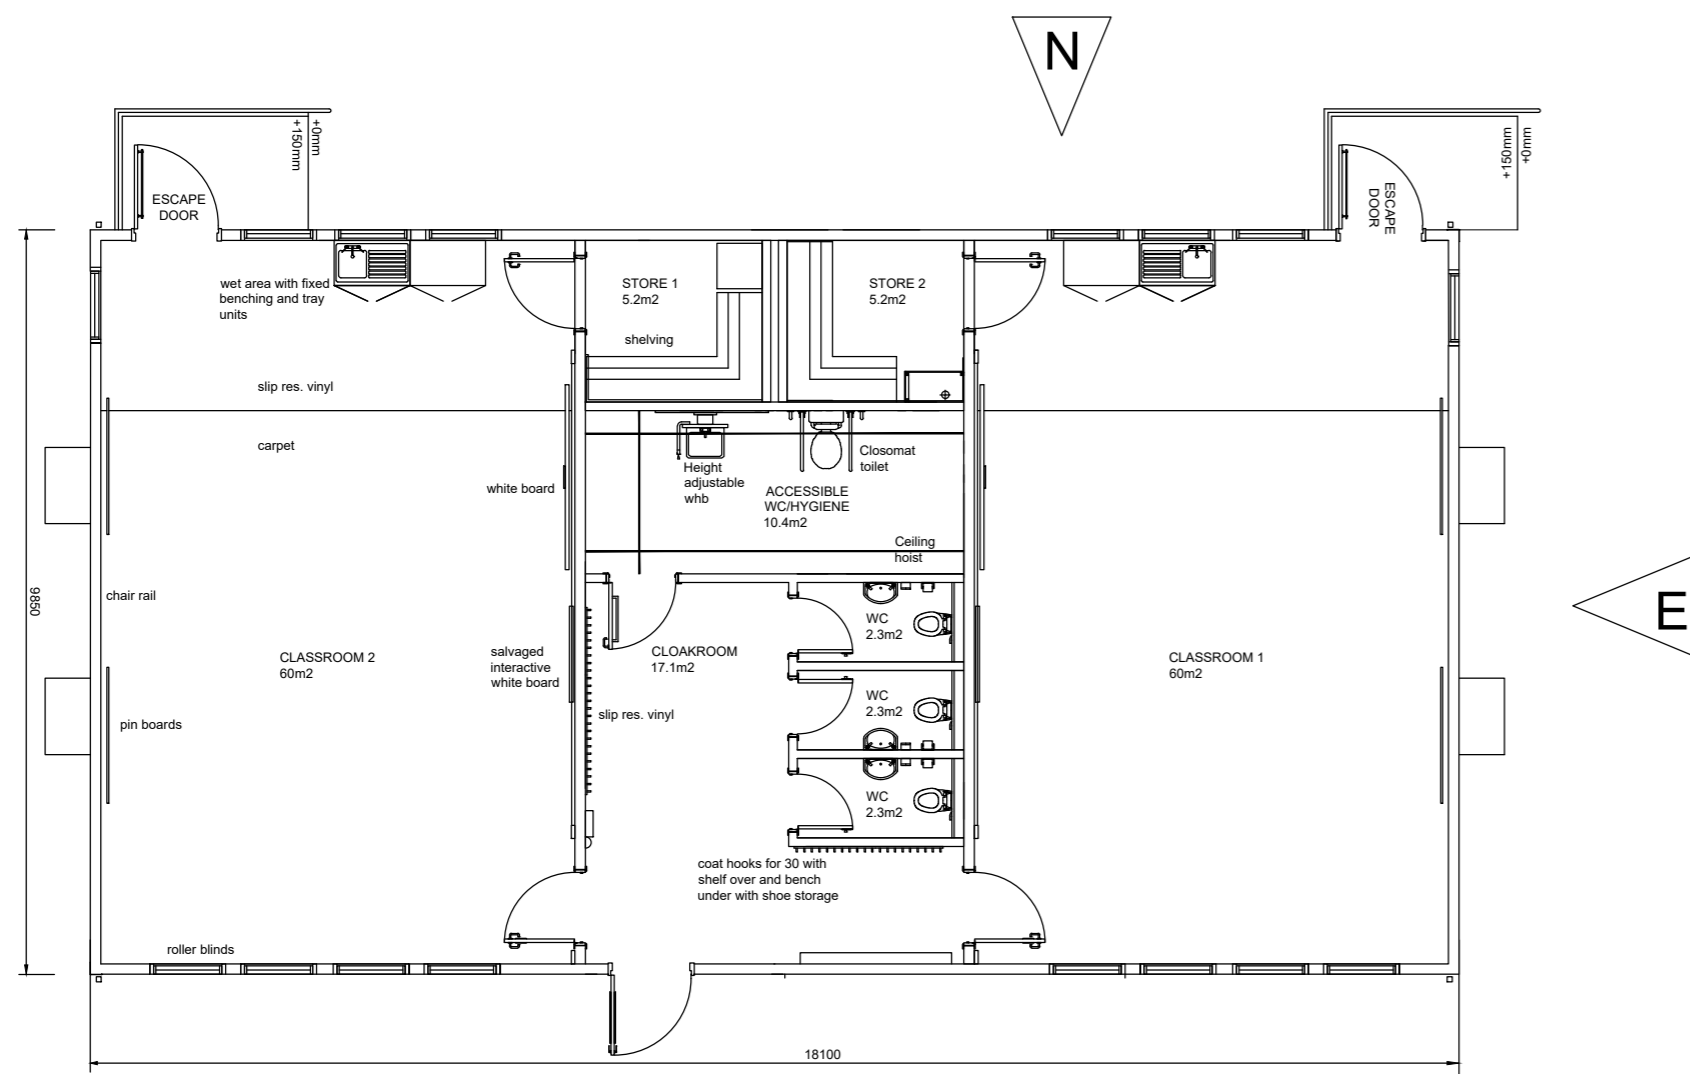 N
+0mm
+150mm
+150mm
+0mm
ESCAPE
DOOR
ESCAPE
DOOR
wet area with fixed
benching and tray
units
STORE 1
5.2m2
STORE 2
5.2m2
shelving
slip res. vinyl
carpet
white board
Height
adjustable
whb
Closomat
toilet
ACCESSIBLE
WC/HYGIENE
10.4m2
Ceiling
hoist
9850
chair rail
E
WC
2.3m2
CLASSROOM 2
60m2
salvaged
interactive
white board
CLOAKROOM
17.1m2
CLASSROOM 1
60m2
WC
2.3m2
slip res. vinyl
pin boards
WC
2.3m2
coat hooks for 30 with
shelf over and bench
under with shoe storage
roller blinds
18100